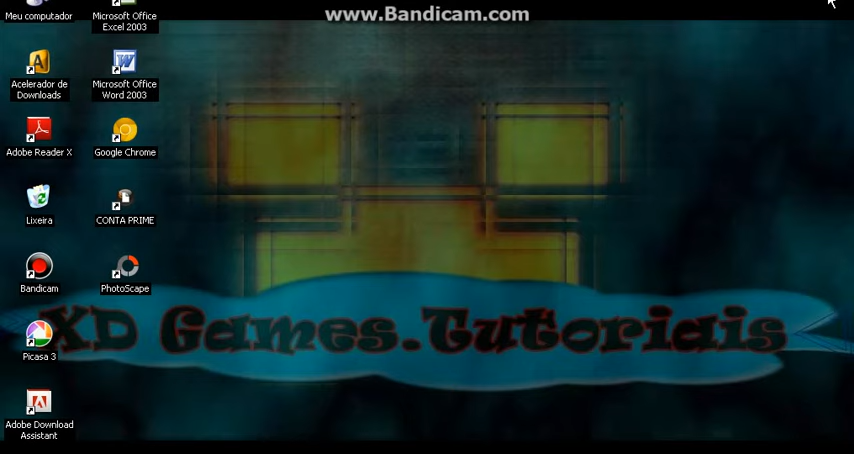 www.Bandicam.com
Meu computador
Microsoft Office
Excel 2003
Acelerador de
Downloads
Microsoft Office
Word 2003
Adobe Reader X
Google Chrome
Lixeira
CONTA PRIME
Bandicam
PhotoScape
XD Games.Tutoriais
Picasa 3
Adobe Download
Assistant